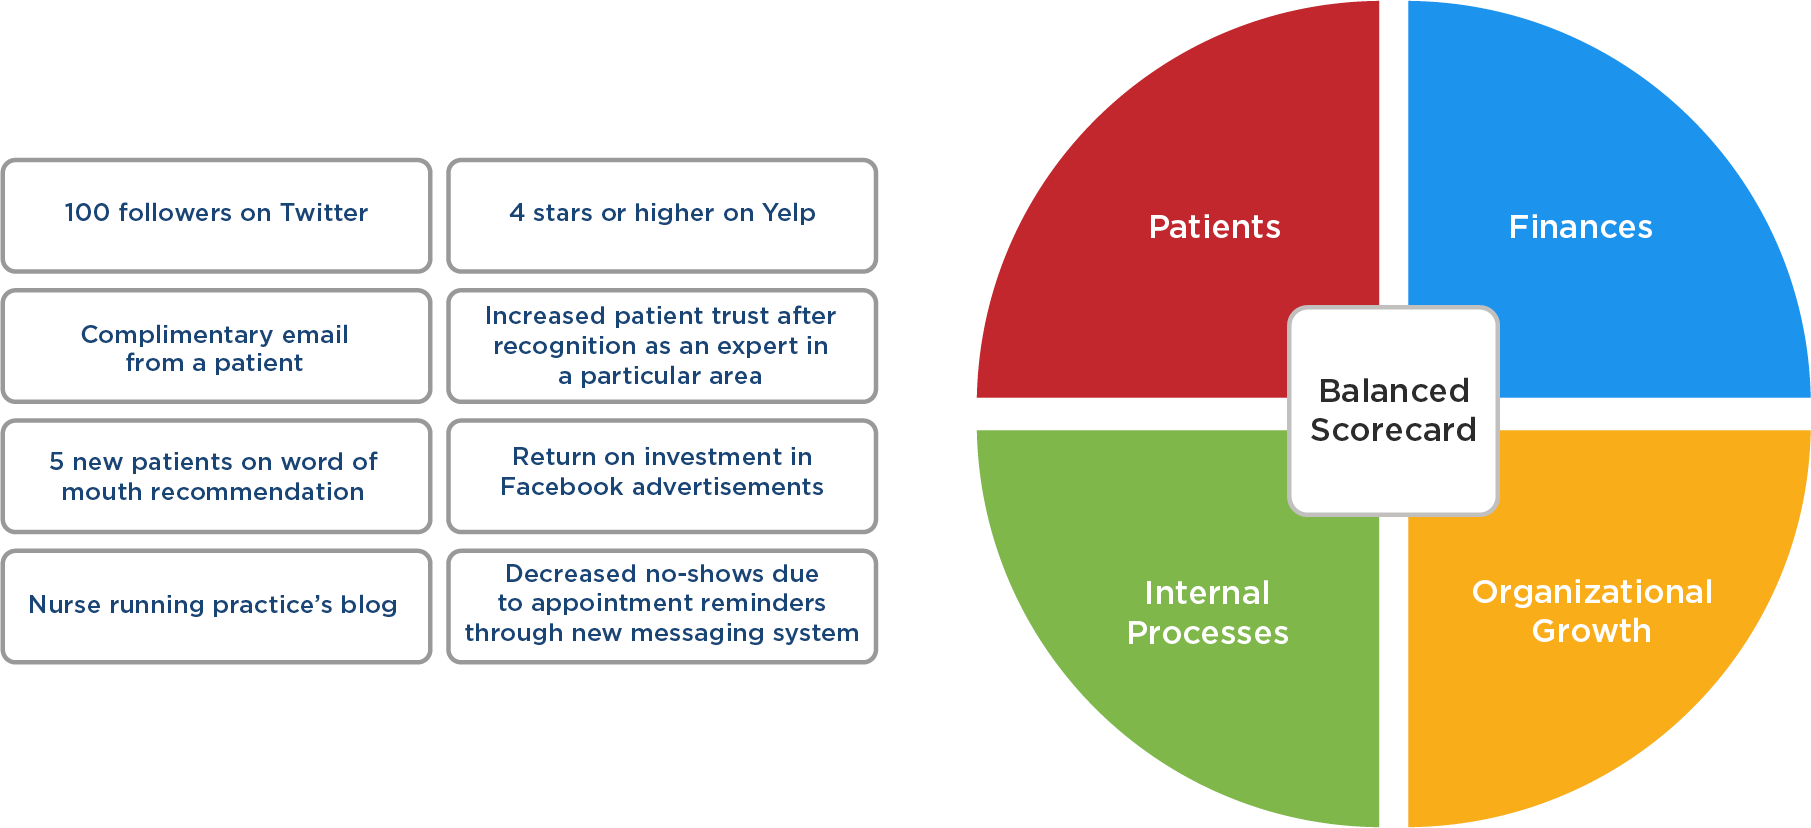 100 followers on Twitter
4 stars or higher on Yelp
Complimentary email
from a patient
Increased patient trust after
recognition as an expert in
a particular area
5 new patients on word of
mouth recommendation
Return on investment in
Facebook advertisements
Nurse running practice’s blog
Decreased no-shows due
to appointment reminders
through new messaging system
Patients
Finances
Balanced
Scorecard
Internal
Processes
Organizational
Growth